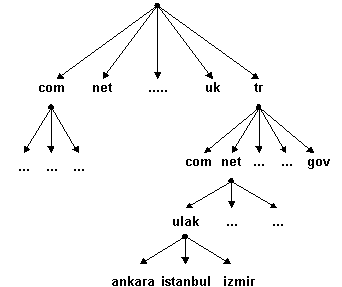 com net ..... uk tr
... ... ...
com net ... ... gov
ulak ... ...
ankara istanbul izmir